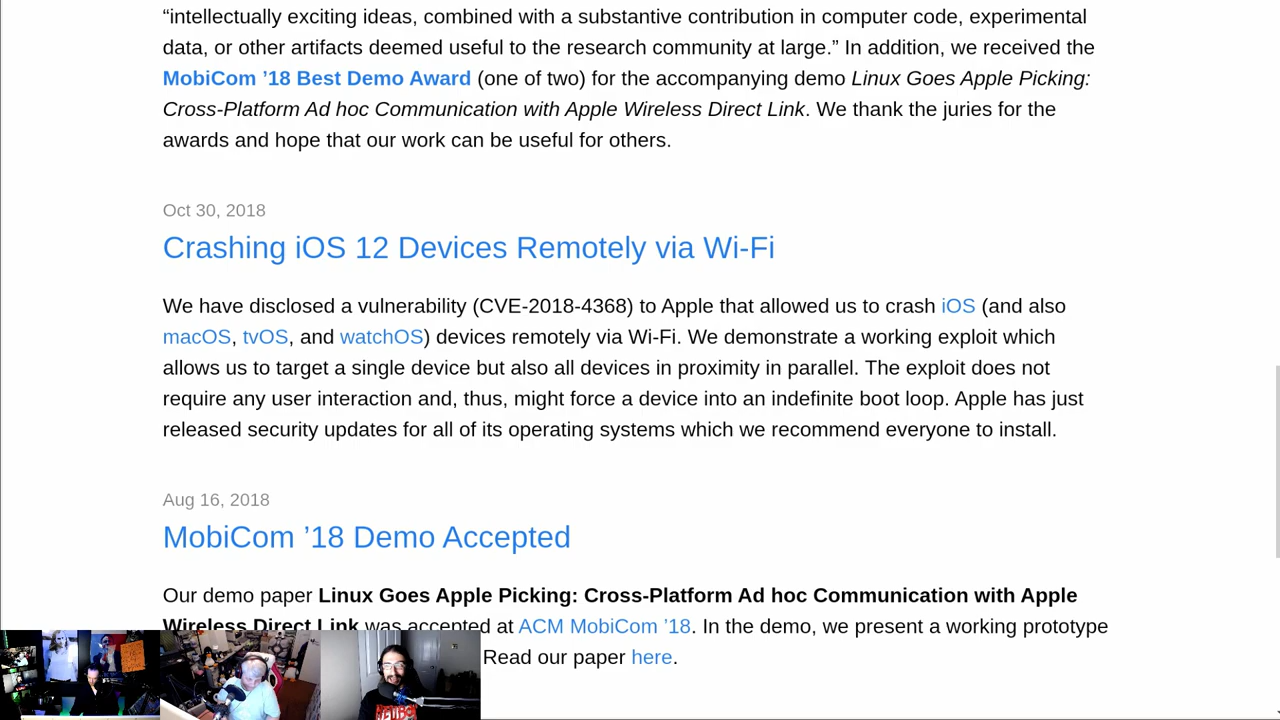 “intellectually exciting ideas, combined with a substantive contribution in computer code, experimental
data, or other artifacts deemed useful to the research community at large.” In addition, we received the
MobiCom ’18 Best Demo Award (one of two) for the accompanying demo Linux Goes Apple Picking:
Cross-Platform Ad hoc Communication with Apple Wireless Direct Link. We thank the juries for the
awards and hope that our work can be useful for others.
Oct 30, 2018
Crashing iOS 12 Devices Remotely via Wi-Fi
We have disclosed a vulnerability (CVE-2018-4368) to Apple that allowed us to crash iOS (and also
macOS, tvOS, and watchOS) devices remotely via Wi-Fi. We demonstrate a working exploit which
allows us to target a single device but also all devices in proximity in parallel. The exploit does not
require any user interaction and, thus, might force a device into an indefinite boot loop. Apple has just
released security updates for all of its operating systems which we recommend everyone to install.
Aug 16, 2018
MobiCom ’18 Demo Accepted
Our demo paper Linux Goes Apple Picking: Cross-Platform Ad hoc Communication with Apple
Wireless Direct Link was accepted at ACM MobiCom ’18. In the demo, we present a working prototype
Read our paper here.